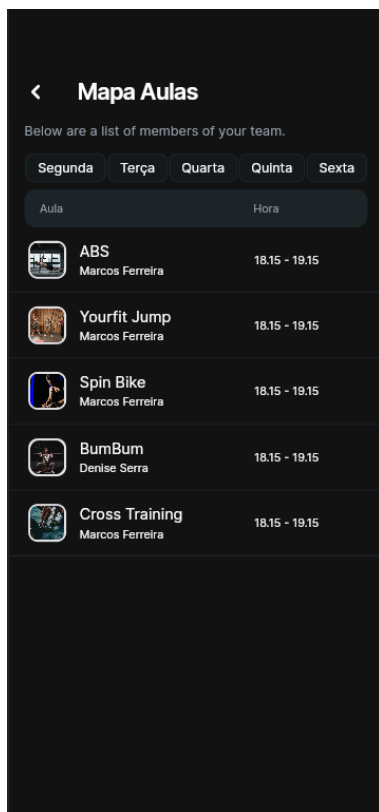 Mapa Aulas
Below are a list of members of your team.
Segunda Terça Quarta Quinta Sexta
Aula Hora
ABS
Marcos Ferreira
18.15 - 19.15
Yourfit Jump
Marcos Ferreira
18.15 - 19.15
Spin Bike
Marcos Ferreira
18.15 - 19.15
BumBum
Denise Serra
18.15 - 19.15
Cross Training
Marcos Ferreira
18.15 - 19.15